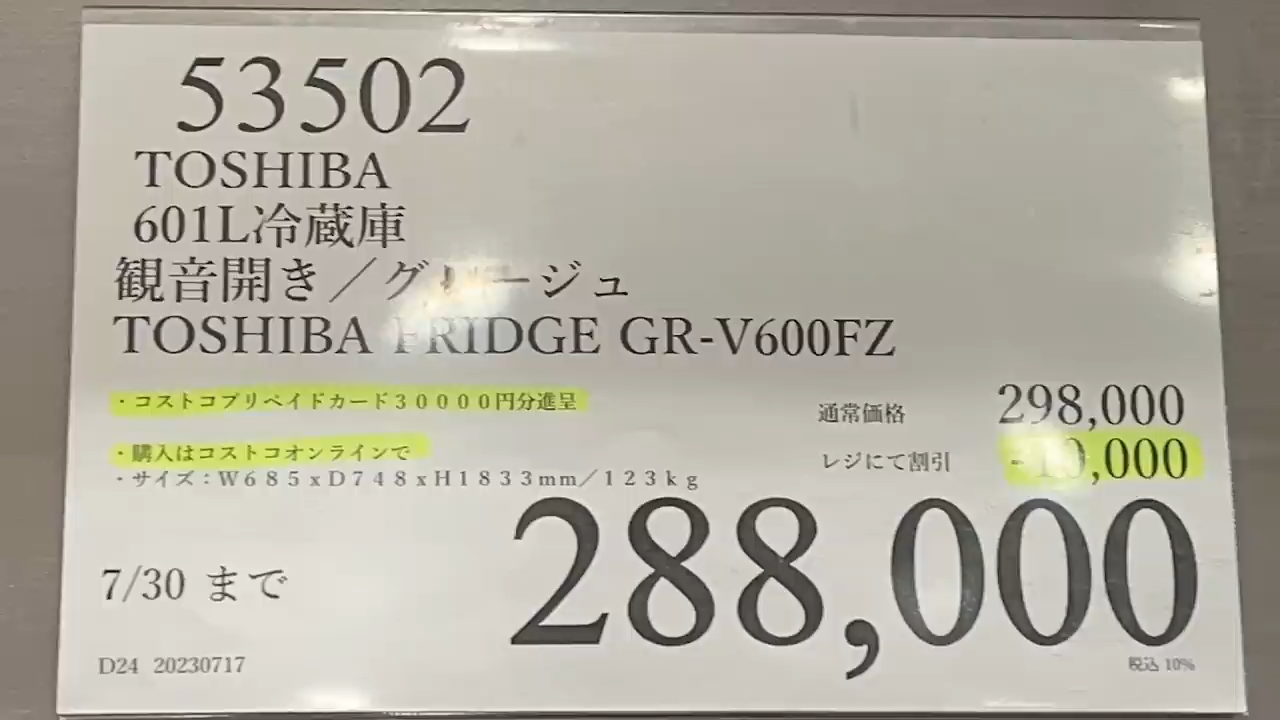 53502
TOSHIBA
601L冷蔵庫
観音開き／グレージュ
TOSHIBA FRIDGE GR-V600FZ
・コストコプリペイドカード３００００円分進呈
通常価格 298,000
・購入はコストコオンラインで
レジにて割引 -10,000
・サイズ：Ｗ６８５ｘＤ７４８ｘＨ１８３３mm／１２３ｋｇ
288,000
7/30 まで
D24 20230717
税込 10%